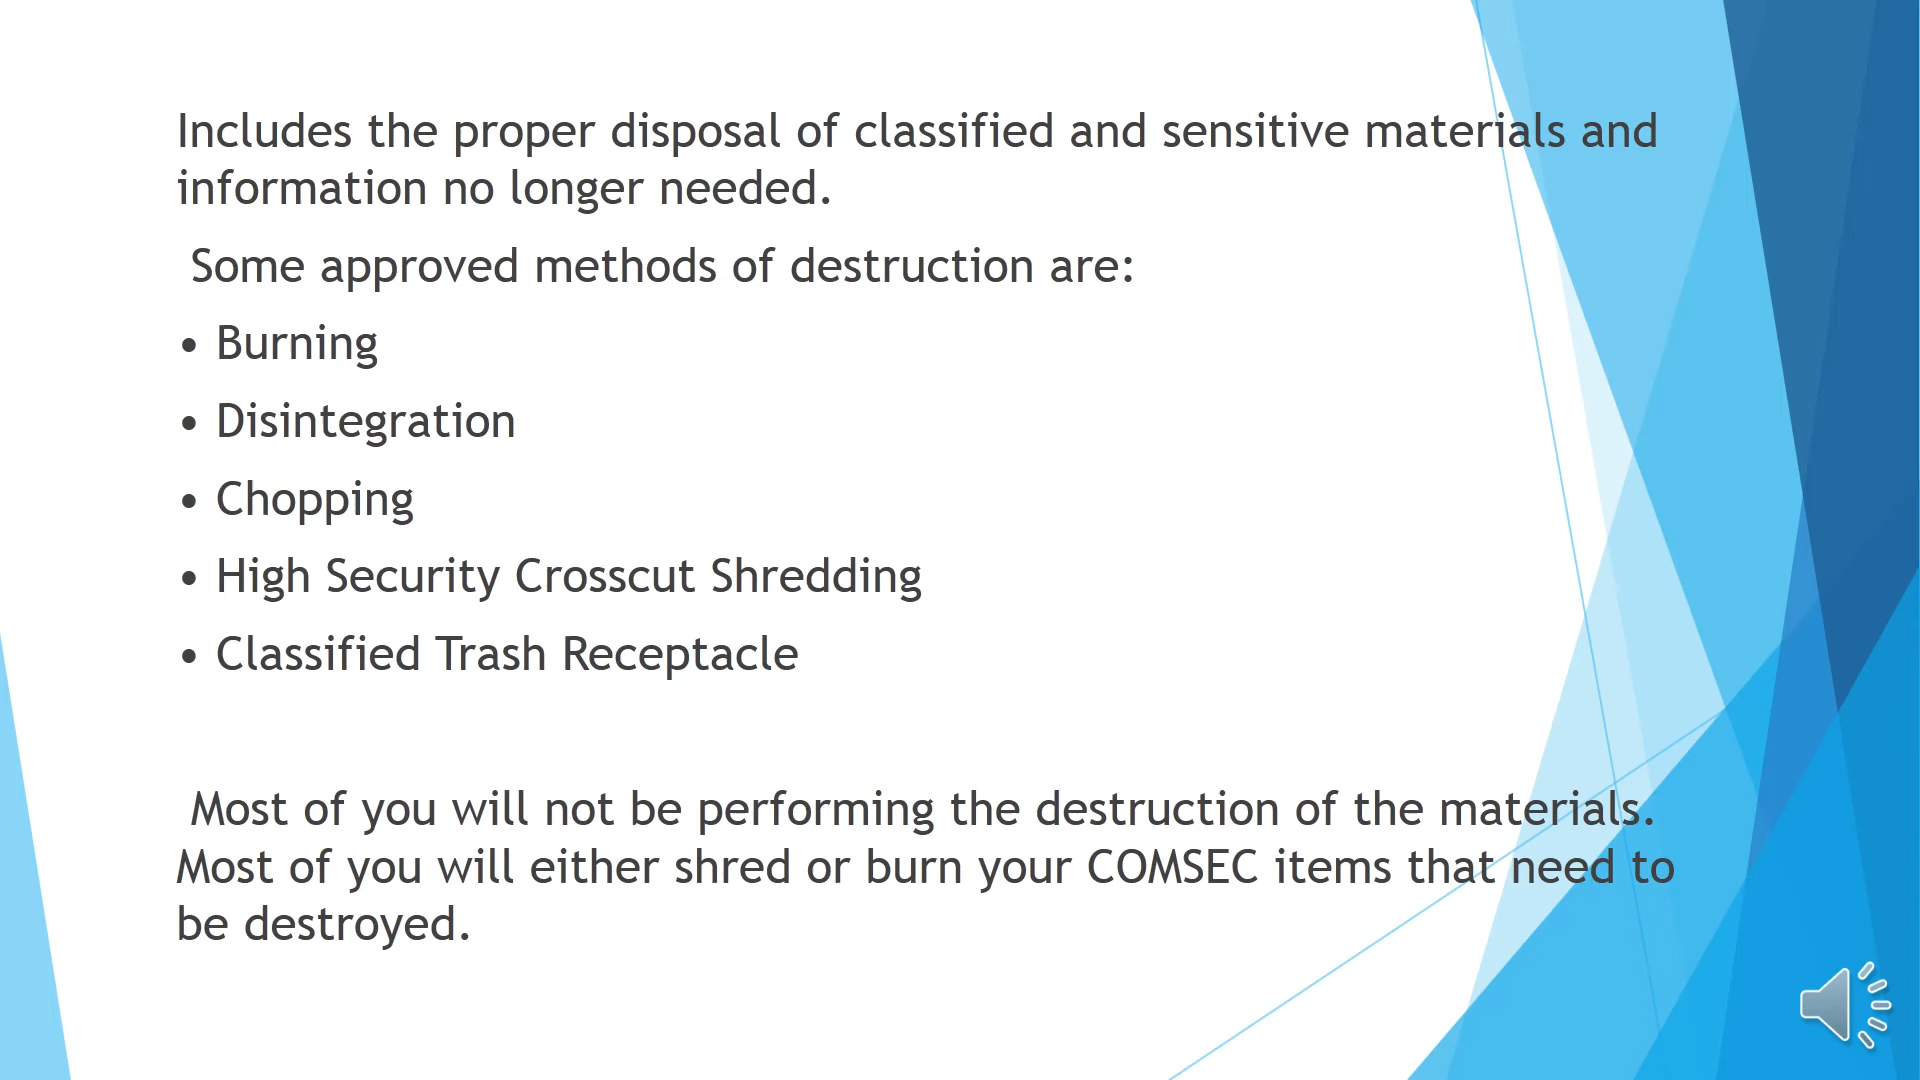 Includes the proper disposal of classified and sensitive materials and
information no longer needed.
Some approved methods of destruction are:
• Burning
• Disintegration
• Chopping
• High Security Crosscut Shredding
• Classified Trash Receptacle
Most of you will not be performing the destruction of the materials.
Most of you will either shred or burn your COMSEC items that need to
be destroyed.